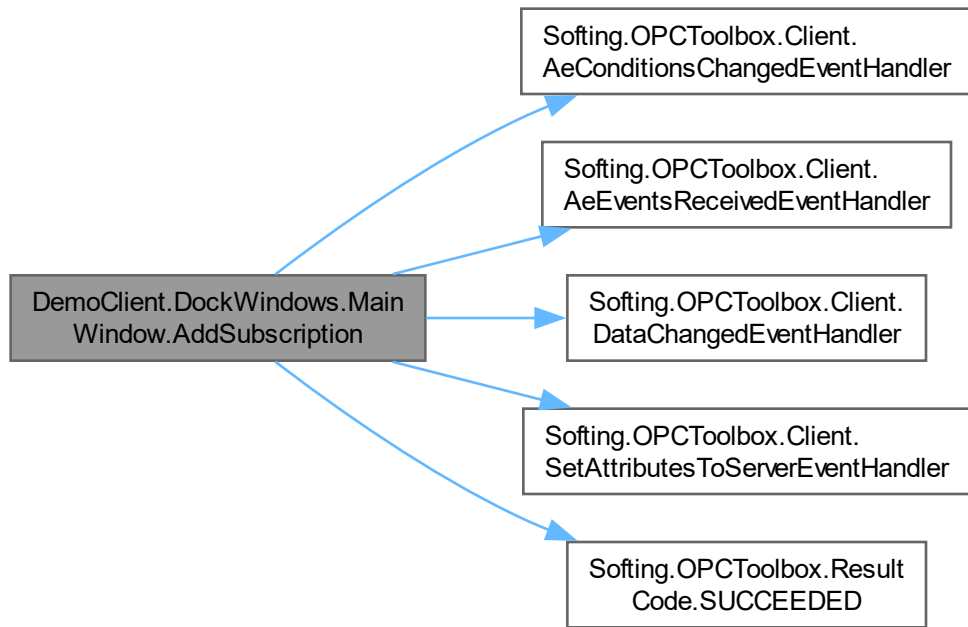 Softing.OPCToolbox.Client.
AeConditionsChangedEventHandler
Softing.OPCToolbox.Client.
AeEventsReceivedEventHandler
DemoClient.DockWindows.Main
Window.AddSubscription
Softing.OPCToolbox.Client.
DataChangedEventHandler
Softing.OPCToolbox.Client.
SetAttributesToServerEventHandler
Softing.OPCToolbox.Result
Code.SUCCEEDED